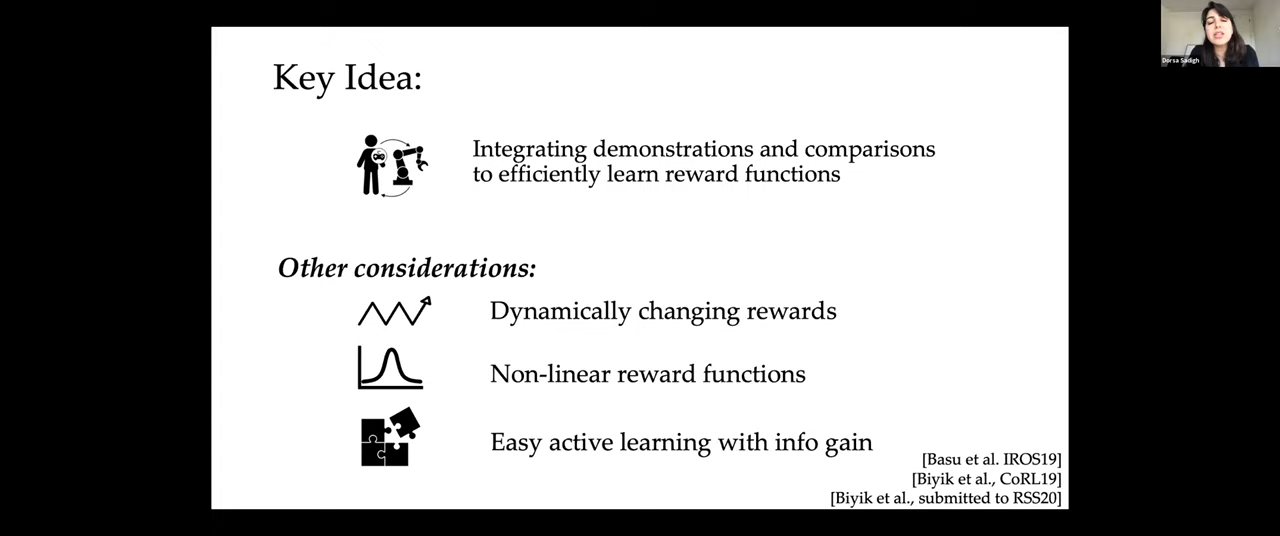 Key Idea:
Integrating demonstrations and comparisons
to efficiently learn reward functions
Other considerations:
Dynamically changing rewards
Non-linear reward functions
Easy active learning with info gain
[Basu et al. IROS19]
[Biyik et al., CoRL19]
[Biyik et al., submitted to RSS20]
Dorsa Sadigh